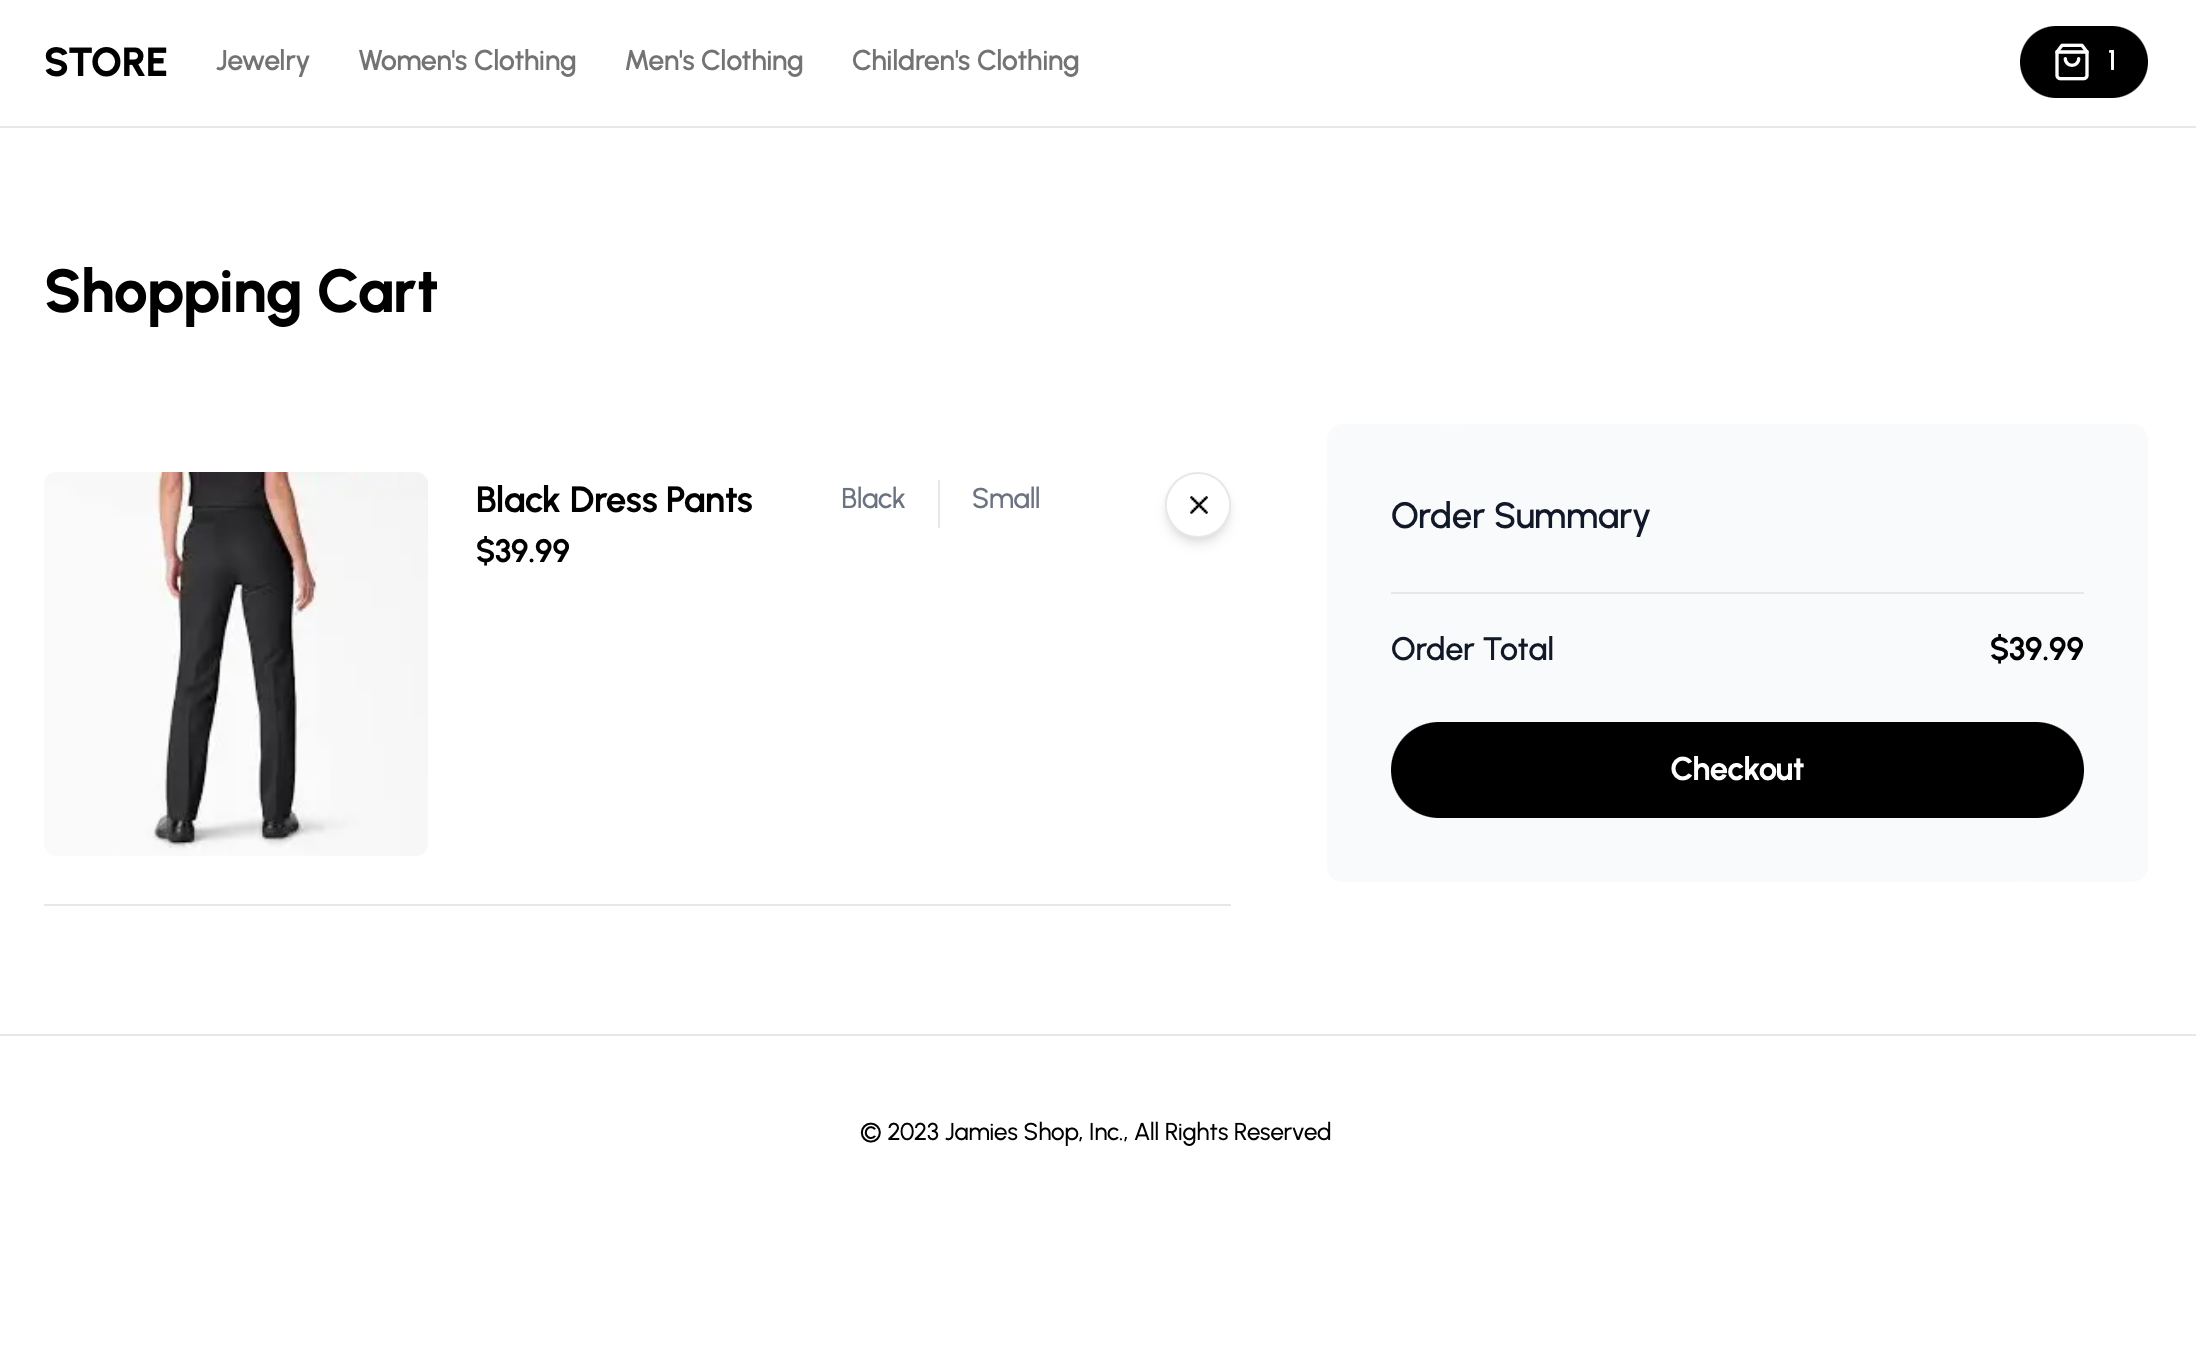 STORE Jewelry Women's Clothing Men's Clothing Children's Clothing 1
Shopping Cart
Black Dress Pants Black Small
$39.99
Order Summary
Order Total $39.99
Checkout
© 2023 Jamies Shop, Inc., All Rights Reserved